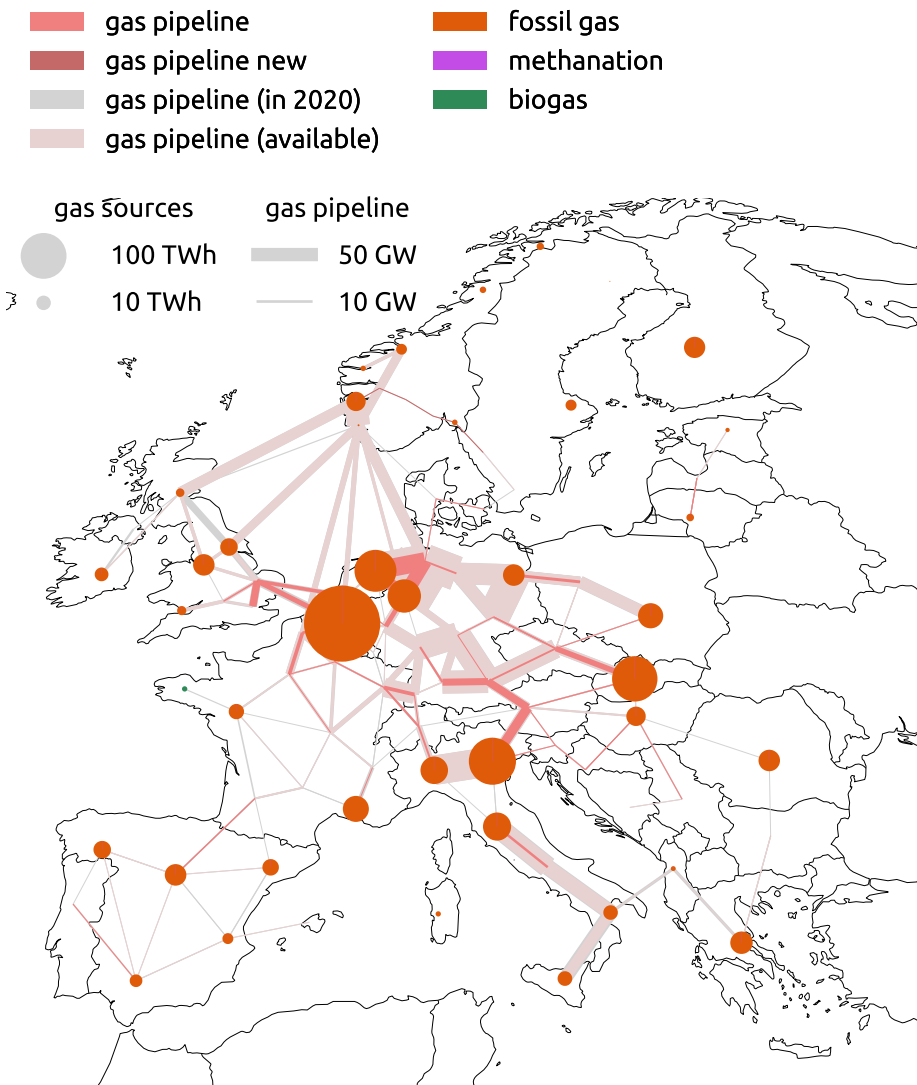 gas pipeline
gas pipeline new
gas pipeline (in 2020)
gas pipeline (available)
fossil gas
methanation
biogas
gas sources
100 TWh
10 TWh
gas pipeline
50 GW
10 GW